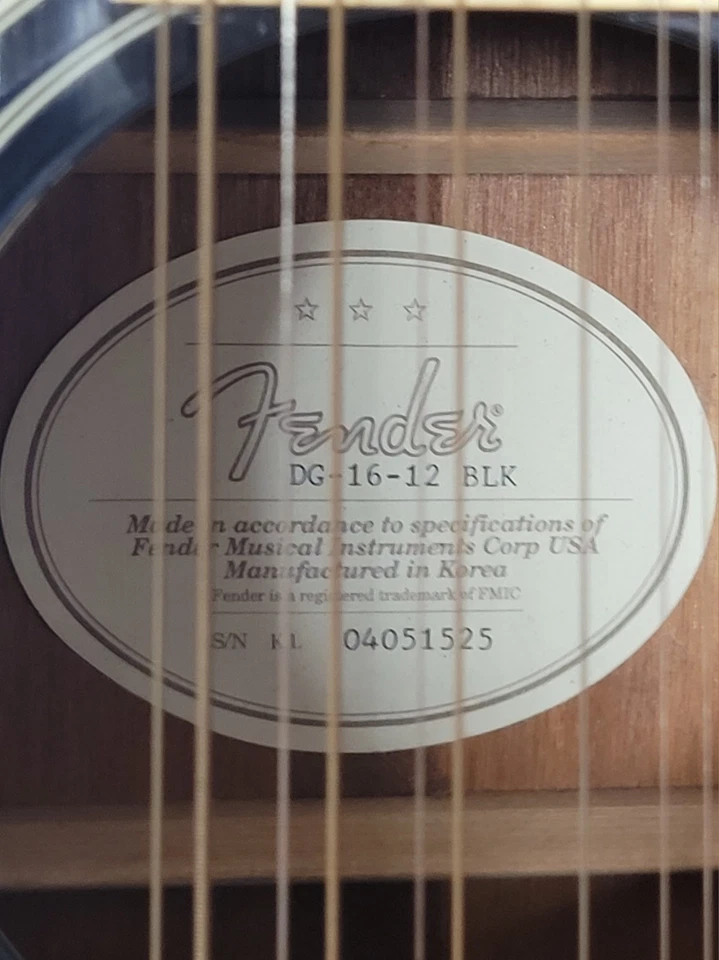 Fender®
DG-16-12 BLK
Made in accordance to specifications of
Fender Musical Instruments Corp USA
Manufactured in Korea
Fender is a registered trademark of FMIC
S/N KL 04051525